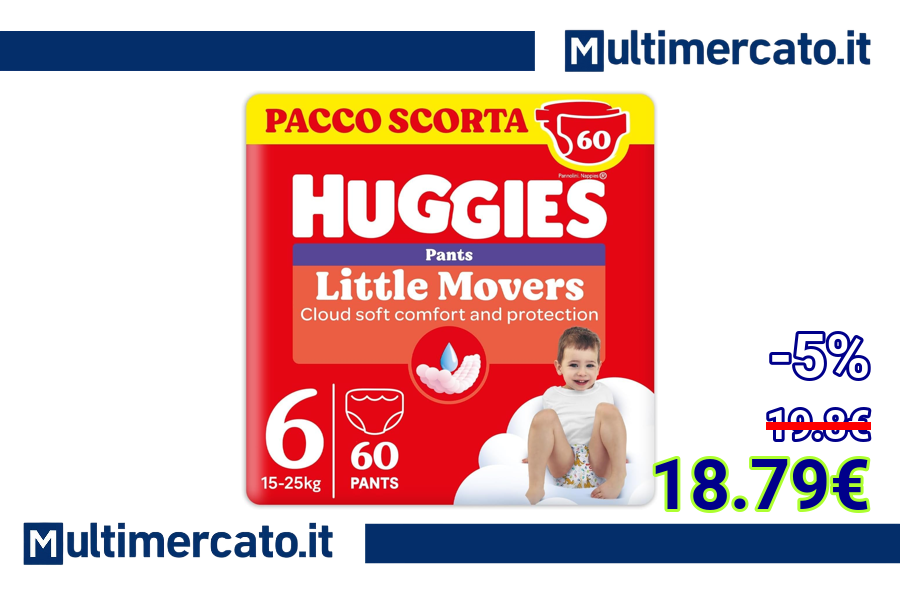 Multimercato.it
PACCO SCORTA
60
Pannolini, Nappies
HUGGIES
Pants
Little Movers
Cloud soft comfort and protection
-5%
19.8€
18.79€
6
15-25kg
60
PANTS
Multimercato.it